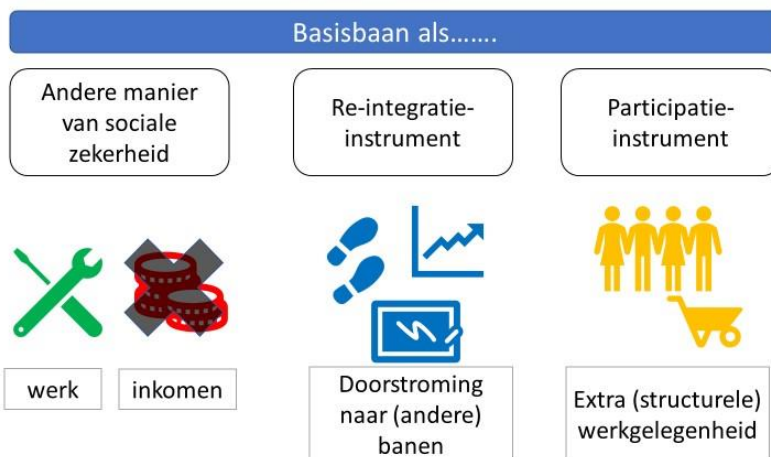 Basisbaan als…….
Andere manier
van sociale
zekerheid
Re-integratie-
instrument
Participatie-
instrument
werk
inkomen
Doorstroming
naar (andere)
banen
Extra (structurele)
werkgelegenheid